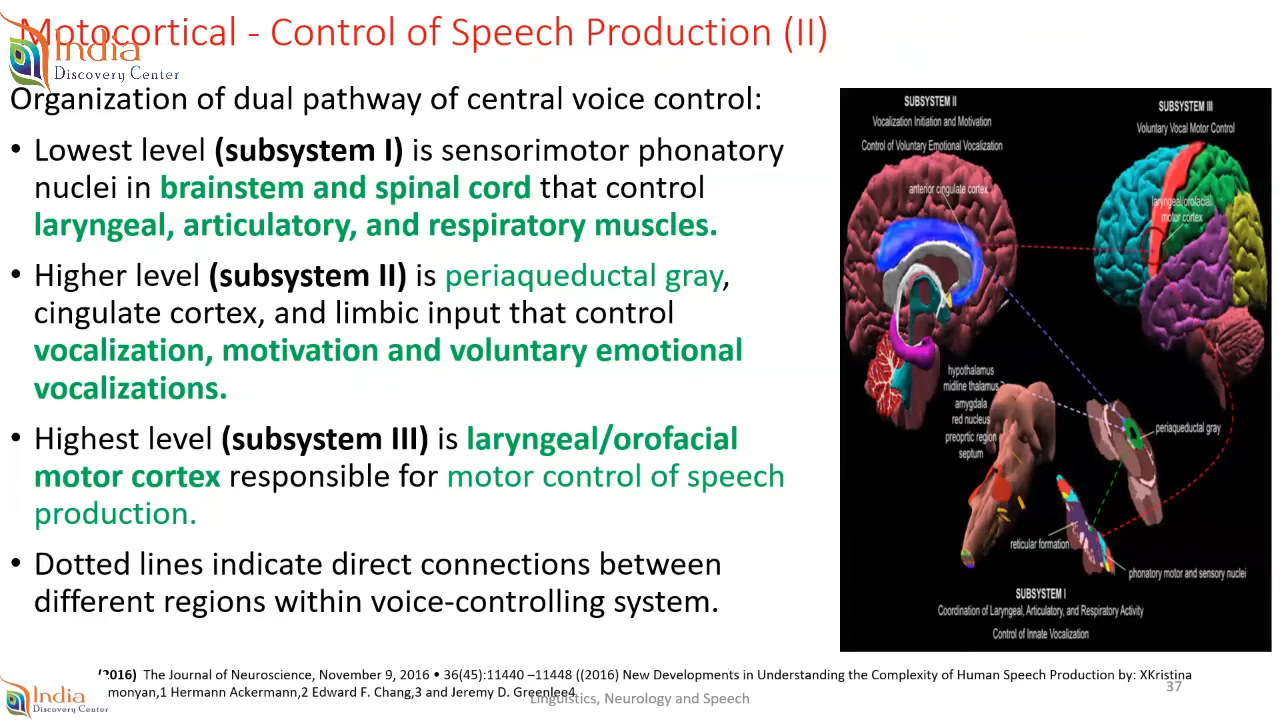 Motocortical - Control of Speech Production (II)
India
Discovery Center
Organization of dual pathway of central voice control:
• Lowest level (subsystem I) is sensorimotor phonatory
nuclei in brainstem and spinal cord that control
laryngeal, articulatory, and respiratory muscles.
• Higher level (subsystem II) is periaqueductal gray,
cingulate cortex, and limbic input that control
vocalization, motivation and voluntary emotional
vocalizations.
• Highest level (subsystem III) is laryngeal/orofacial
motor cortex responsible for motor control of speech
production.
• Dotted lines indicate direct connections between
different regions within voice-controlling system.
SUBSYSTEM II
Vocalization Initiation and Motivation
Control of Voluntary Emotional Vocalization
anterior cingulate cortex
SUBSYSTEM III
Voluntary Vocal Motor Control
laryngeal/orofacial
motor cortex
hypothalamus
midline thalamus
amygdala
red nucleus
preoprtic region
septum
periaqueductal gray
reticular formation
phonatory motor and sensory nuclei
SUBSYSTEM I
Coordination of Laryngeal, Articulatory, and Respiratory Activity
Control of Innate Vocalization
(2016) The Journal of Neuroscience, November 9, 2016 • 36(45):11440 –11448 ((2016) New Developments in Understanding the Complexity of Human Speech Production by: XKristina
monyan,1 Hermann Ackermann,2 Edward F. Chang,3 and Jeremy D. Greenlee4
Linguistics, Neurology and Speech
37
India
Discovery Center